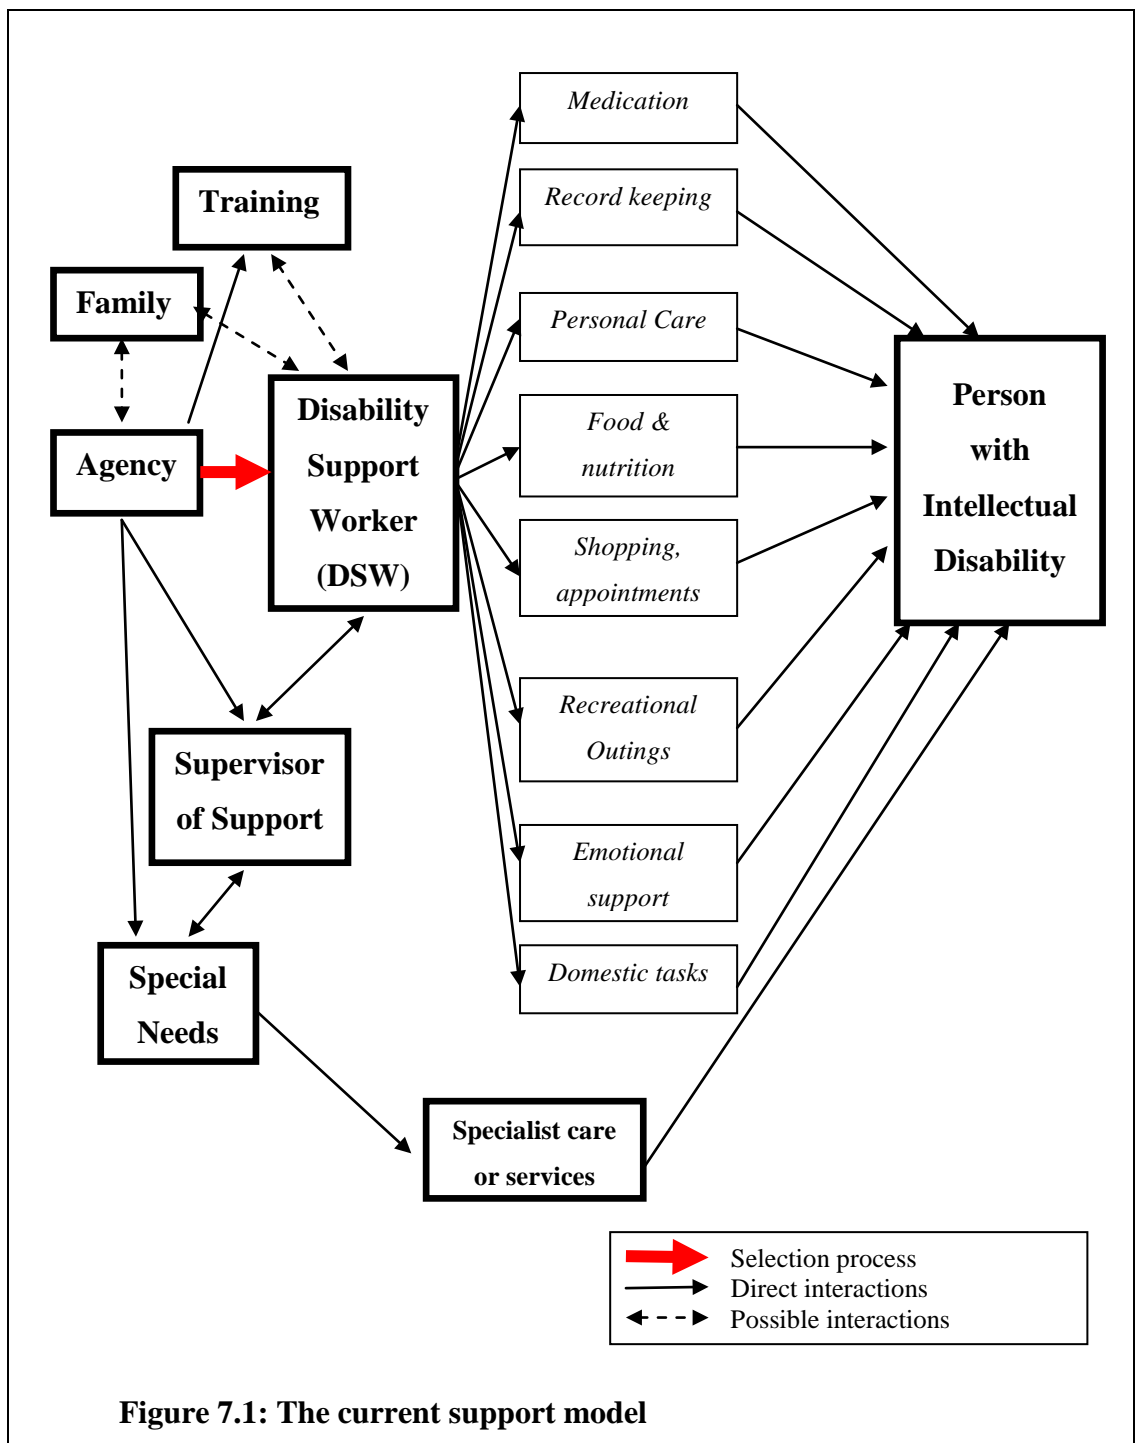 Medication
Training
Record keeping
Family
Personal Care
Disability
Support
Worker
(DSW)
Agency
Food &
nutrition
Person
with
Intellectual
Disability
Shopping,
appointments
Supervisor
of Support
Recreational
Outings
Emotional
support
Special
Needs
Domestic tasks
Specialist care
or services
Selection process
Direct interactions
Possible interactions
Figure 7.1: The current support model